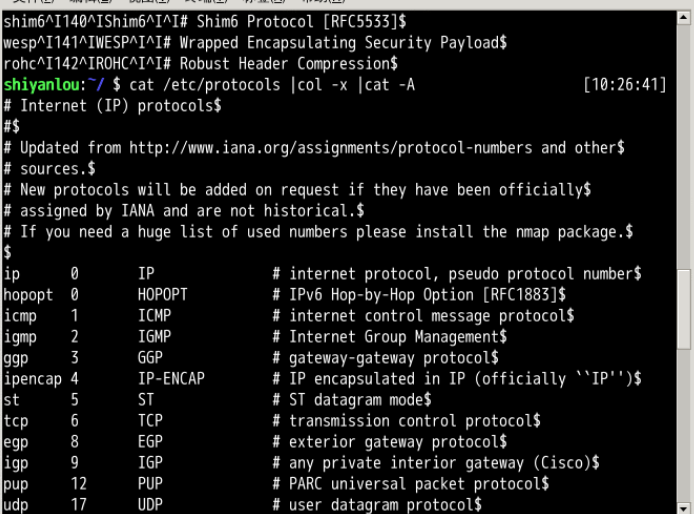 shim6^I140^IShim6^I^I# Shim6 Protocol [RFC5533]$
wesp^I141^IWESP^I^I# Wrapped Encapsulating Security Payload$
rohc^I142^IROHC^I^I# Robust Header Compression$
shiyanlou:~/ $ cat /etc/protocols |col -x |cat -A [10:26:41]
# Internet (IP) protocols$
#$
# Updated from http://www.iana.org/assignments/protocol-numbers and other$
# sources.$
# New protocols will be added on request if they have been officially$
# assigned by IANA and are not historical.$
# If you need a huge list of used numbers please install the nmap package.$
$
ip 0 IP # internet protocol, pseudo protocol number$
hopopt 0 HOPOPT # IPv6 Hop-by-Hop Option [RFC1883]$
icmp 1 ICMP # internet control message protocol$
igmp 2 IGMP # Internet Group Management$
ggp 3 GGP # gateway-gateway protocol$
ipencap 4 IP-ENCAP # IP encapsulated in IP (officially ``IP'')$
st 5 ST # ST datagram mode$
tcp 6 TCP # transmission control protocol$
egp 8 EGP # exterior gateway protocol$
igp 9 IGP # any private interior gateway (Cisco)$
pup 12 PUP # PARC universal packet protocol$
udp 17 UDP # user datagram protocol$